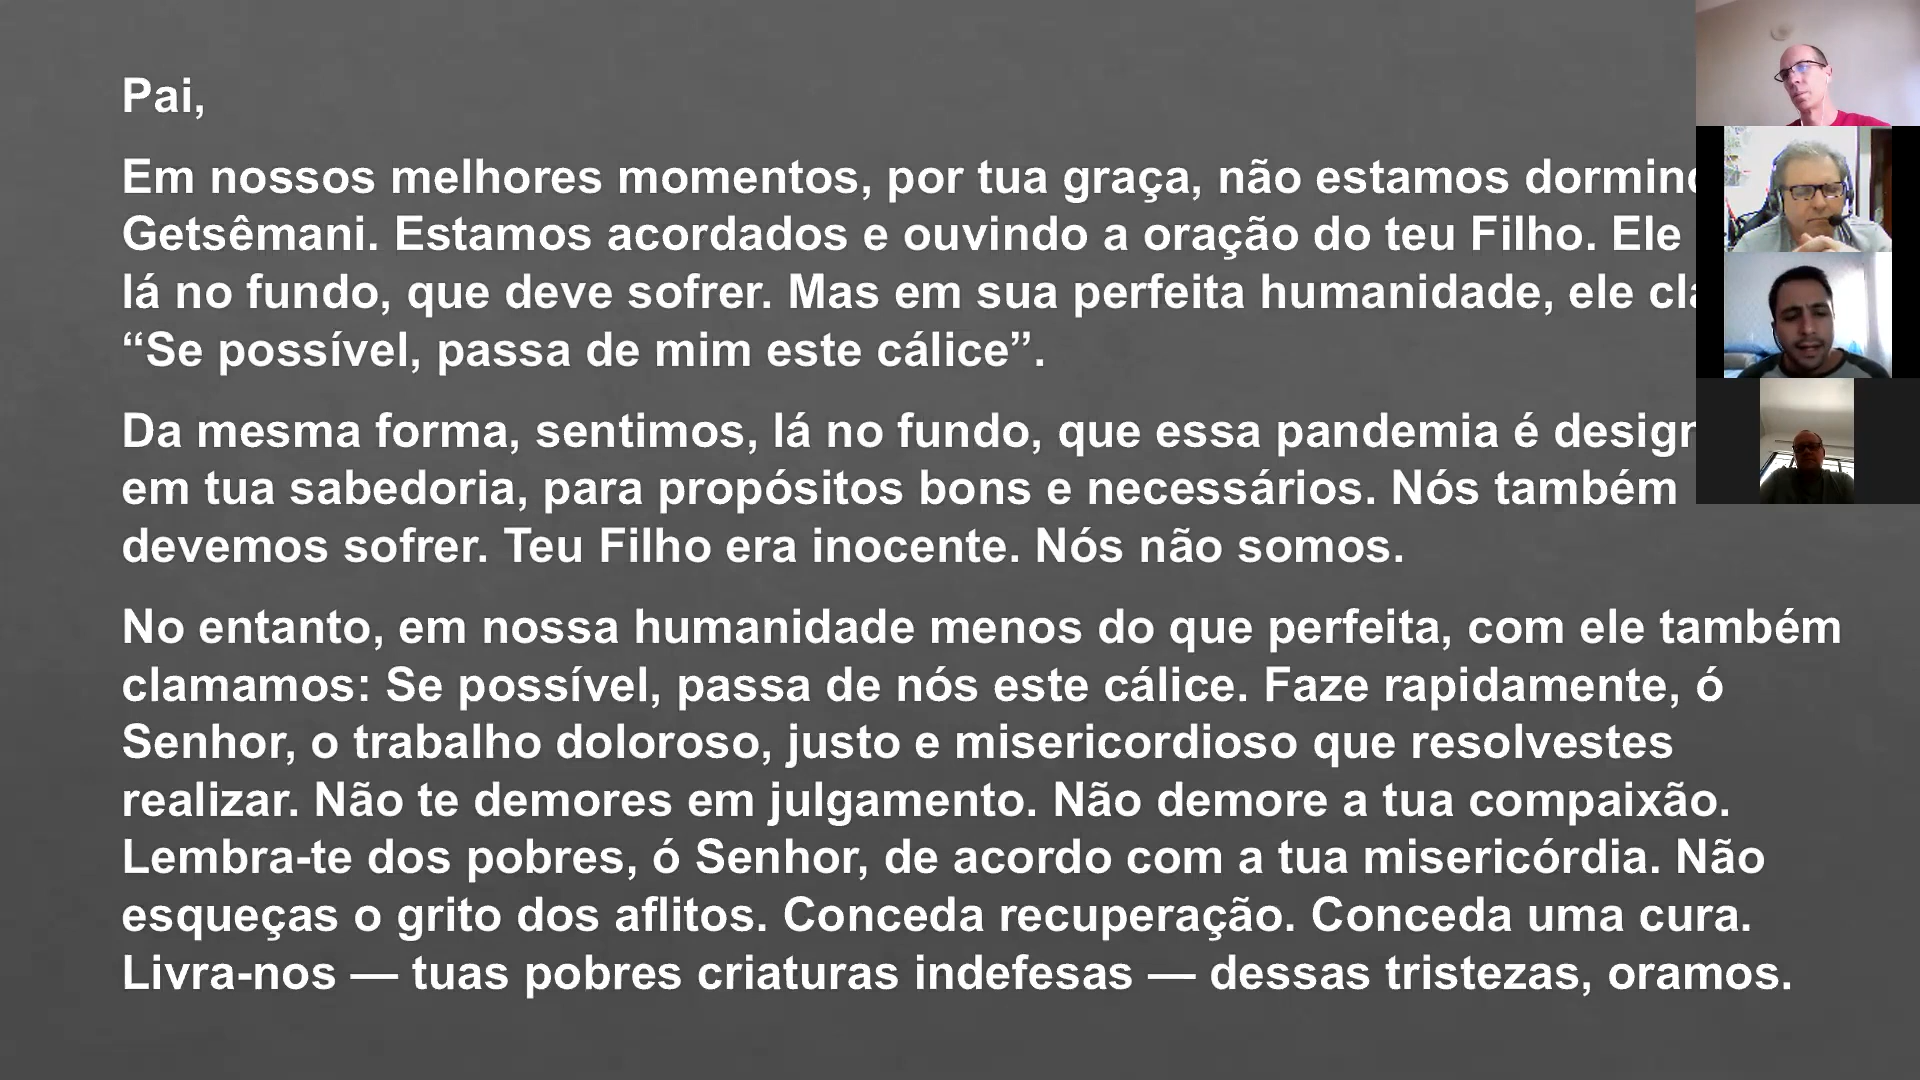 Pai,
Em nossos melhores momentos, por tua graça, não estamos
Getsêmani. Estamos acordados e ouvindo a oração do teu Filho. Ele
lá no fundo, que deve sofrer. Mas em sua perfeita humanidade, ele
“Se possível, passa de mim este cálice”.
Da mesma forma, sentimos, lá no fundo, que essa pandemia é
em tua sabedoria, para propósitos bons e necessários. Nós também
devemos sofrer. Teu Filho era inocente. Nós não somos.
No entanto, em nossa humanidade menos do que perfeita, com ele também
clamamos: Se possível, passa de nós este cálice. Faze rapidamente, ó
Senhor, o trabalho doloroso, justo e misericordioso que resolvestes
realizar. Não te demores em julgamento. Não demore a tua compaixão.
Lembra-te dos pobres, ó Senhor, de acordo com a tua misericórdia. Não
esqueças o grito dos aflitos. Conceda recuperação. Conceda uma cura.
Livra-nos — tuas pobres criaturas indefesas — dessas tristezas, oramos.